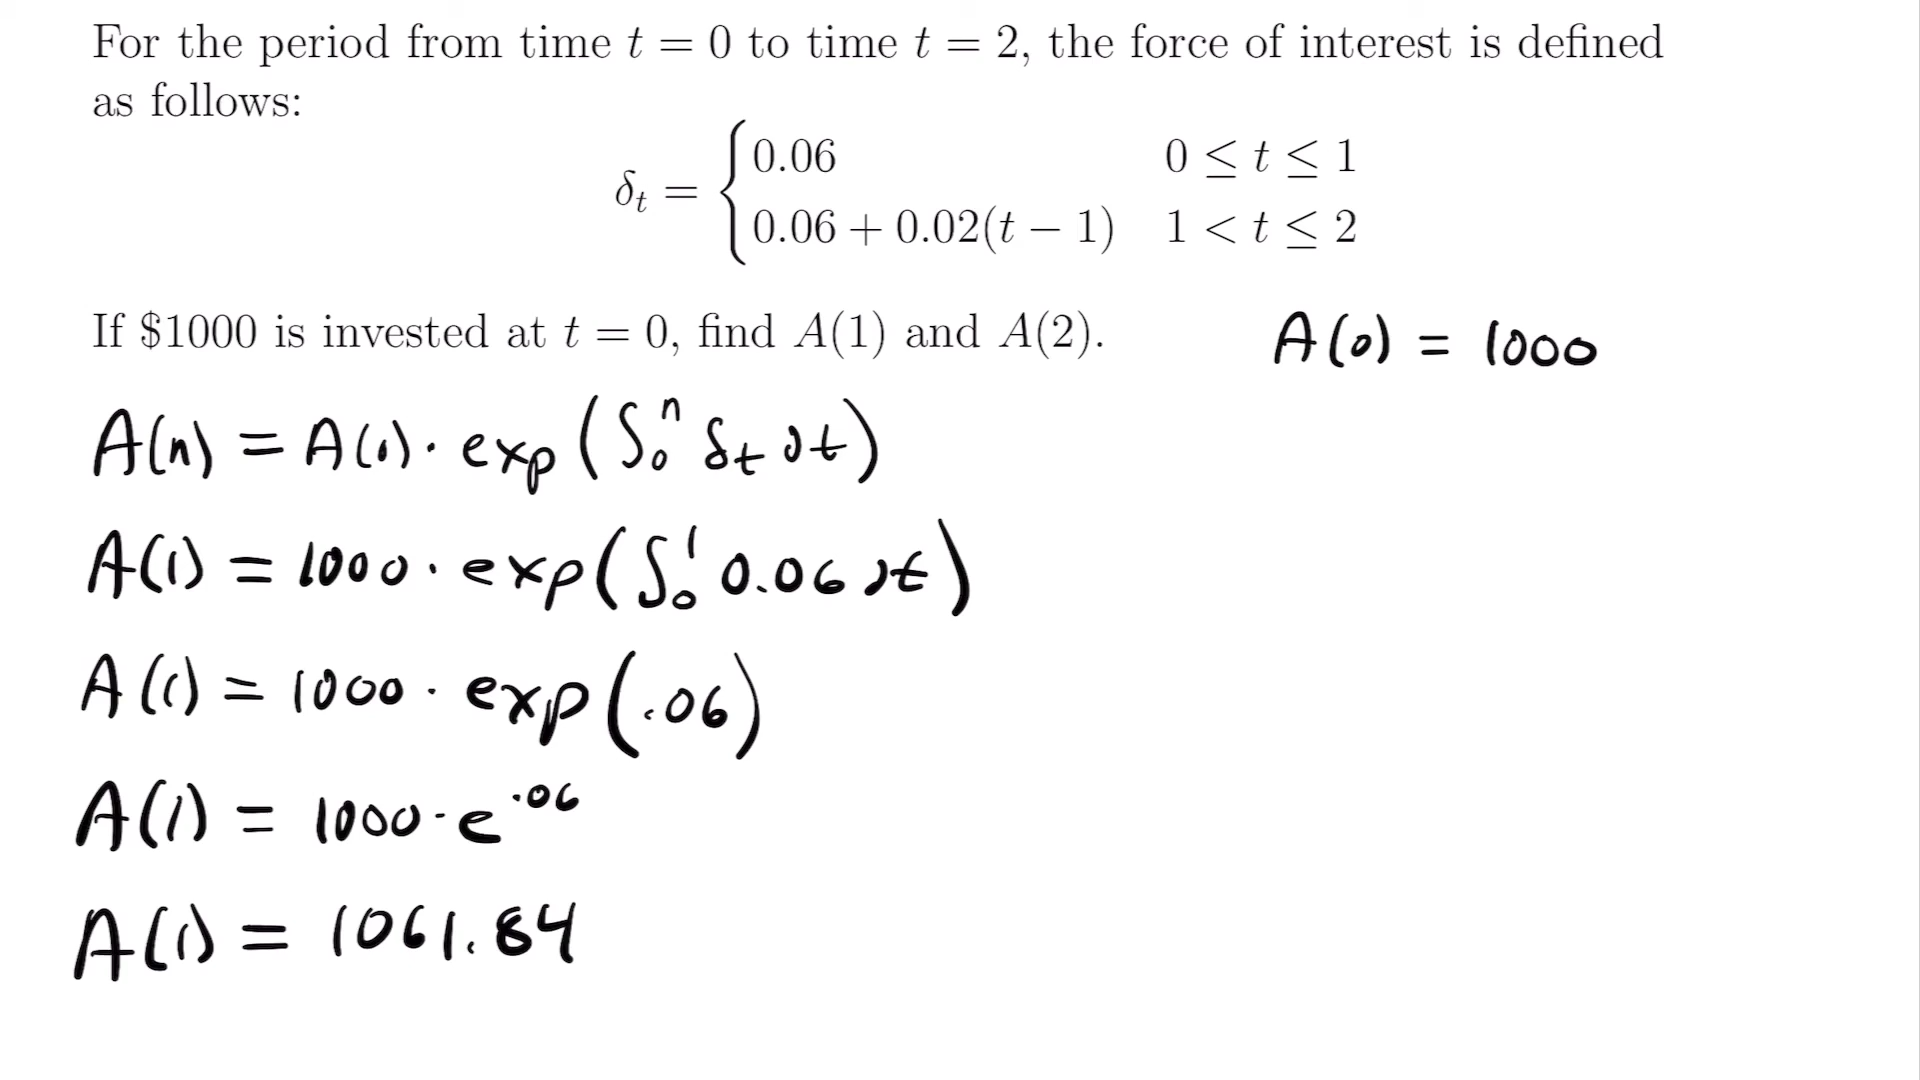 For the period from time t = 0 to time t = 2, the force of interest is defined
as follows:
δ_t = { 0.06    0 ≤ t ≤ 1
0.06 + 0.02(t − 1)    1 < t ≤ 2
If $1000 is invested at t = 0, find A(1) and A(2).
A(0) = 1000
A(n) = A(0) · exp(∫₀ⁿ δ_t dt)
A(1) = 1000 · exp(∫₀¹ 0.06 dt)
A(1) = 1000 · exp(.06)
A(1) = 1000 · e^.06
A(1) = 1061.84